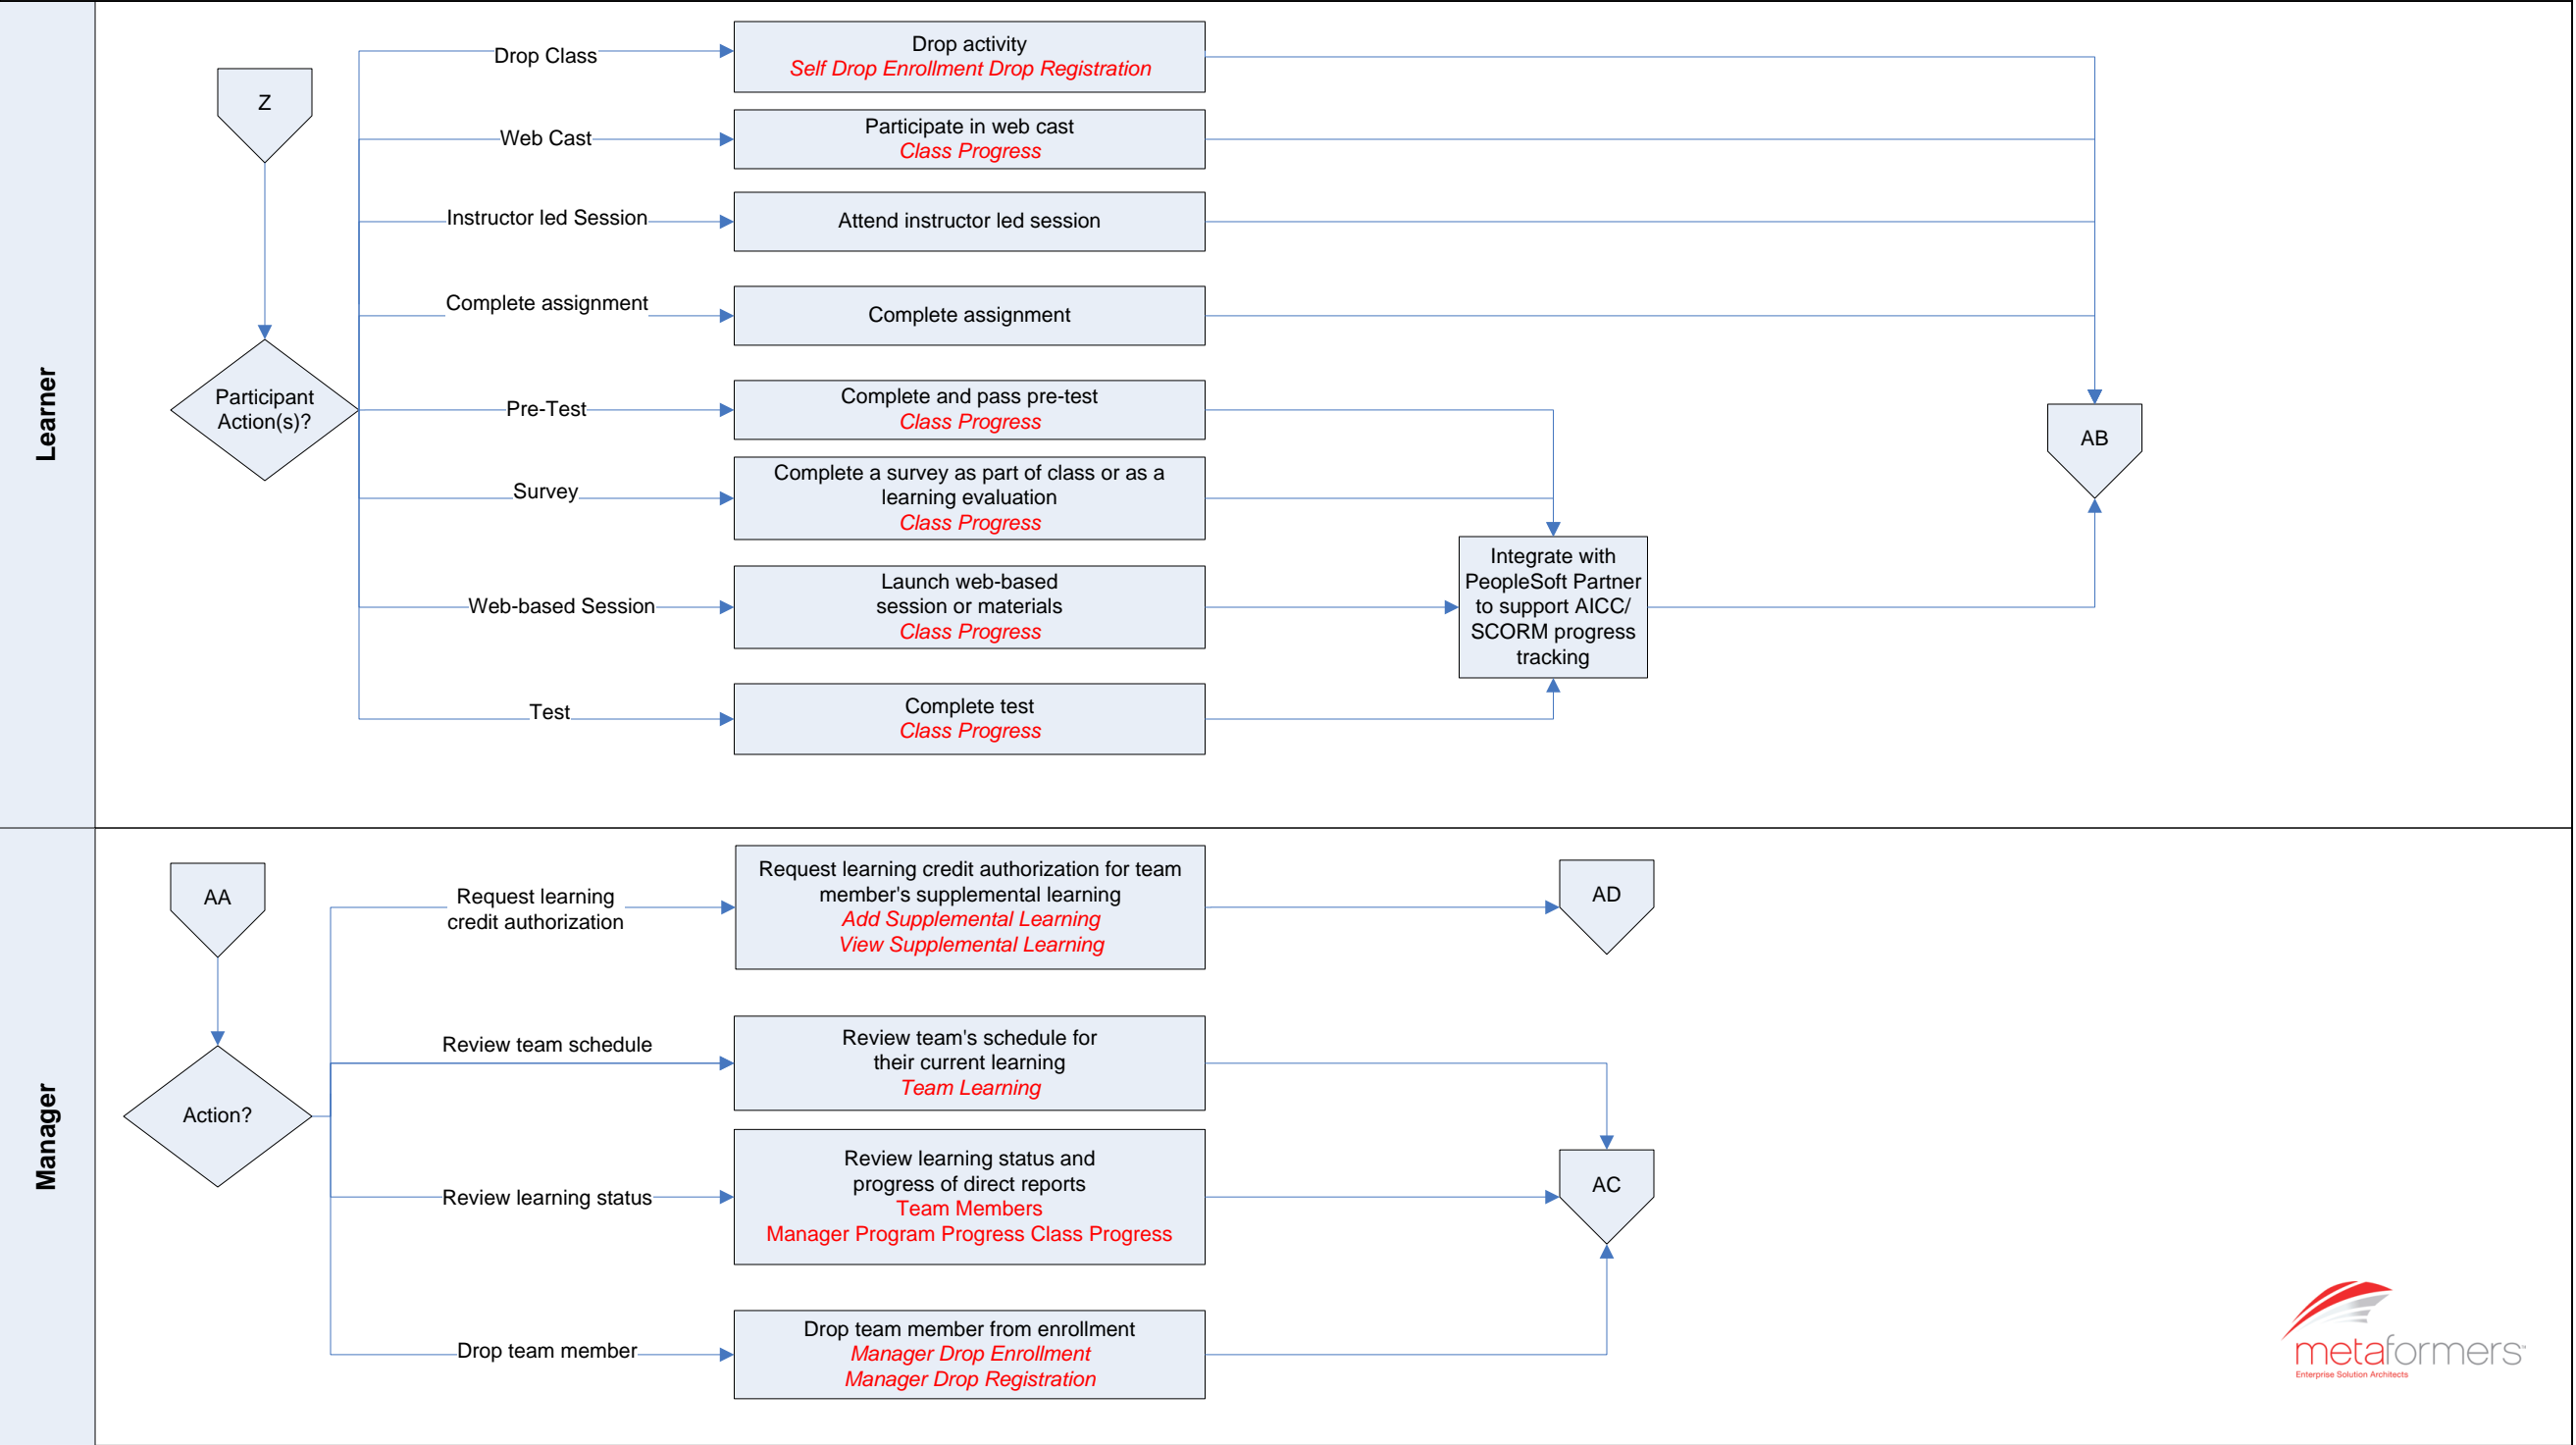 Learner
Z
Participant
Action(s)?
Drop Class
Drop activity
Self Drop Enrollment Drop Registration
Web Cast
Participate in web cast
Class Progress
Instructor led Session
Attend instructor led session
Complete assignment
Complete assignment
Pre-Test
Complete and pass pre-test
Class Progress
Survey
Complete a survey as part of class or as a
learning evaluation
Class Progress
Web-based Session
Launch web-based
session or materials
Class Progress
Test
Complete test
Class Progress
Integrate with
PeopleSoft Partner
to support AICC/
SCORM progress
tracking
AB
Manager
AA
Action?
Request learning
credit authorization
Request learning credit authorization for team
member's supplemental learning
Add Supplemental Learning
View Supplemental Learning
AD
Review team schedule
Review team's schedule for
their current learning
Team Learning
Review learning status
Review learning status and
progress of direct reports
Team Members
Manager Program Progress Class Progress
AC
Drop team member
Drop team member from enrollment
Manager Drop Enrollment
Manager Drop Registration
metaformers™
Enterprise Solution Architects